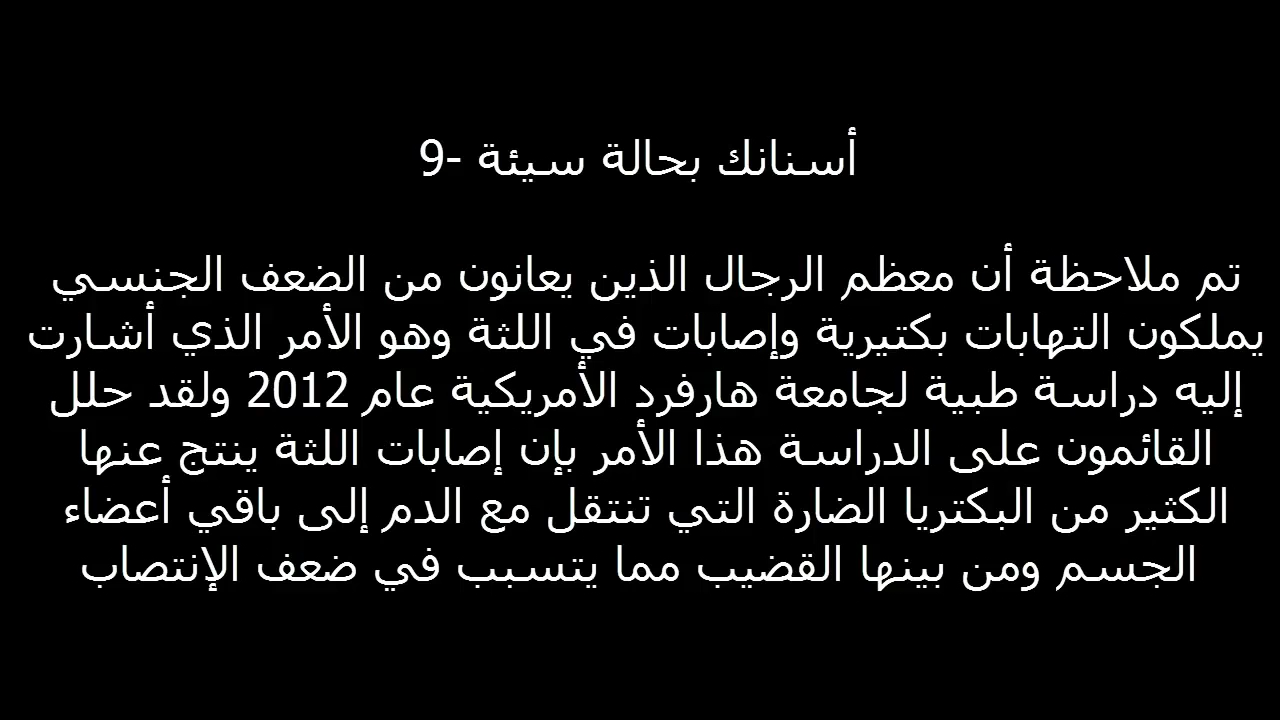 أسنانك بحالة سيئة -9
تم ملاحظة أن معظم الرجال الذين يعانون من الضعف الجنسي
يملكون التهابات بكتيرية وإصابات في اللثة وهو الأمر الذي أشارت
إليه دراسة طبية لجامعة هارفرد الأمريكية عام 2012 ولقد حلل
القائمون على الدراسة هذا الأمر بإن إصابات اللثة ينتج عنها
الكثير من البكتريا الضارة التي تنتقل مع الدم إلى باقي أعضاء
الجسم ومن بينها القضيب مما يتسبب في ضعف الإنتصاب